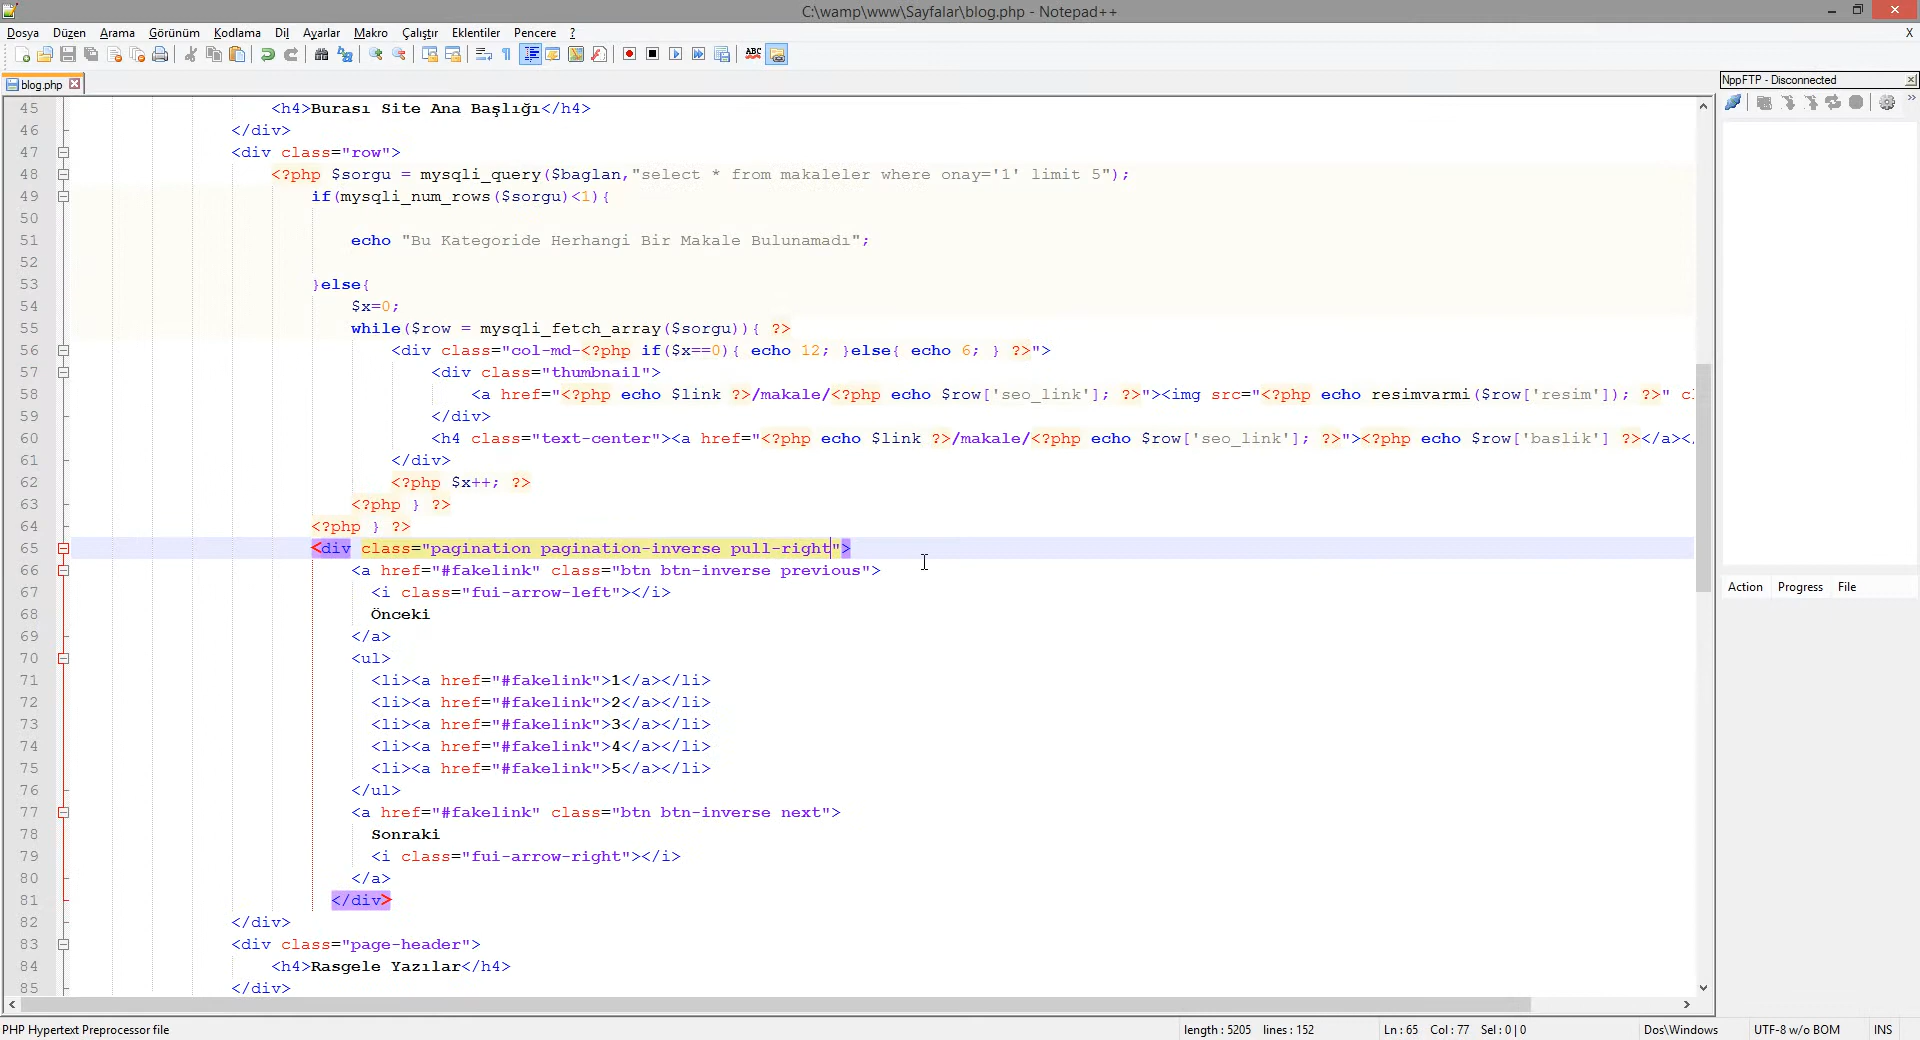 C:\wamp\www\Sayfalar\blog.php - Notepad++
Dosya Düzen Arama Görünüm Kodlama Dil Ayarlar Makro Çalıştır Eklentiler Pencere ? X
ABC
blog.php
NppFTP - Disconnected
45 <h4>Burası Site Ana Başlığı</h4>
46 </div>
47 <div class="row">
48 <?php $sorgu = mysqli_query($baglan,"select * from makaleler where onay='1' limit 5");
49 if(mysqli_num_rows($sorgu)<1){
50
51 echo "Bu Kategoride Herhangi Bir Makale Bulunamadı";
52
53 }else{
54 $x=0;
55 while($row = mysqli_fetch_array($sorgu)){ ?>
56 <div class="col-md-<?php if($x==0){ echo 12; }else{ echo 6; } ?>">
57 <div class="thumbnail">
58 <a href="<?php echo $link ?>/makale/<?php echo $row['seo_link']; ?>"><img src="<?php echo resimvarmi($row['resim']); ?>" cl
59 </div>
60 <h4 class="text-center"><a href="<?php echo $link ?>/makale/<?php echo $row['seo_link']; ?>"><?php echo $row['baslik'] ?></a><
61 </div>
62 <?php $x++; ?>
63 <?php } ?>
64 <?php } ?>
65 <div class="pagination pagination-inverse pull-right">
66 <a href="#fakelink" class="btn btn-inverse previous">
67 <i class="fui-arrow-left"></i>
68 Önceki
69 </a>
70 <ul>
71 <li><a href="#fakelink">1</a></li>
72 <li><a href="#fakelink">2</a></li>
73 <li><a href="#fakelink">3</a></li>
74 <li><a href="#fakelink">4</a></li>
75 <li><a href="#fakelink">5</a></li>
76 </ul>
77 <a href="#fakelink" class="btn btn-inverse next">
78 Sonraki
79 <i class="fui-arrow-right"></i>
80 </a>
81 </div>
82 </div>
83 <div class="page-header">
84 <h4>Rasgele Yazılar</h4>
85 </div>
Action Progress File
PHP Hypertext Preprocessor file length : 5205 lines : 152 Ln : 65 Col : 77 Sel : 0 | 0 Dos\Windows UTF-8 w/o BOM INS